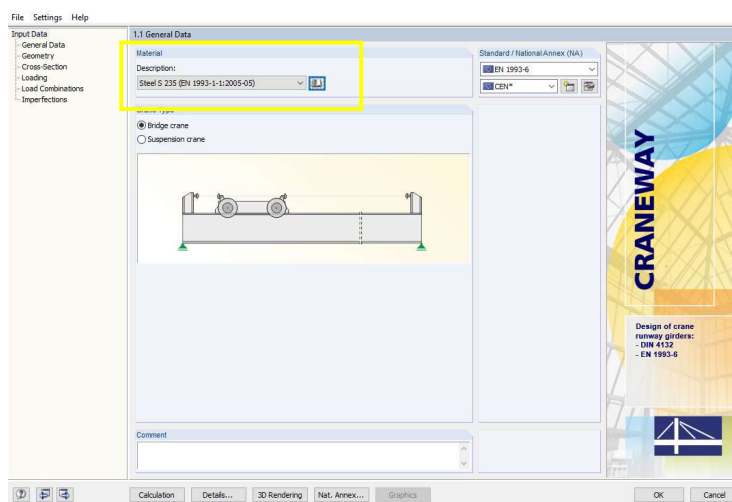 File Settings Help
Input Data
General Data
Geometry
Cross-Section
Loading
Load Combinations
Imperfections
1.1 General Data
Material
Description:
Steel S 235 (EN 1993-1-1:2005-05)
Standard / National Annex (NA)
EN 1993-6
CEN*
Crane Type
Bridge crane
Suspension crane
Comment
CRANEWAY
Design of crane
runway girders:
- DIN 4132
- EN 1993-6
Calculation Details... 3D Rendering Nat. Annex... Graphics OK Cancel